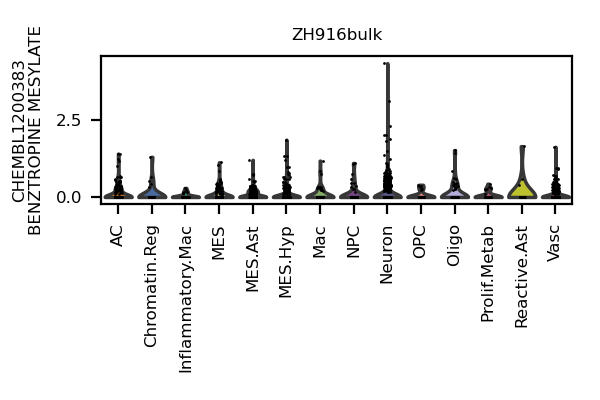 ZH916bulk
CHEMBL1200383
BENZTROPINE MESYLATE
2.5
0.0
AC
Chromatin.Reg
Inflammatory.Mac
MES
MES.Ast
MES.Hyp
Mac
NPC
Neuron
OPC
Oligo
Prolif.Metab
Reactive.Ast
Vasc